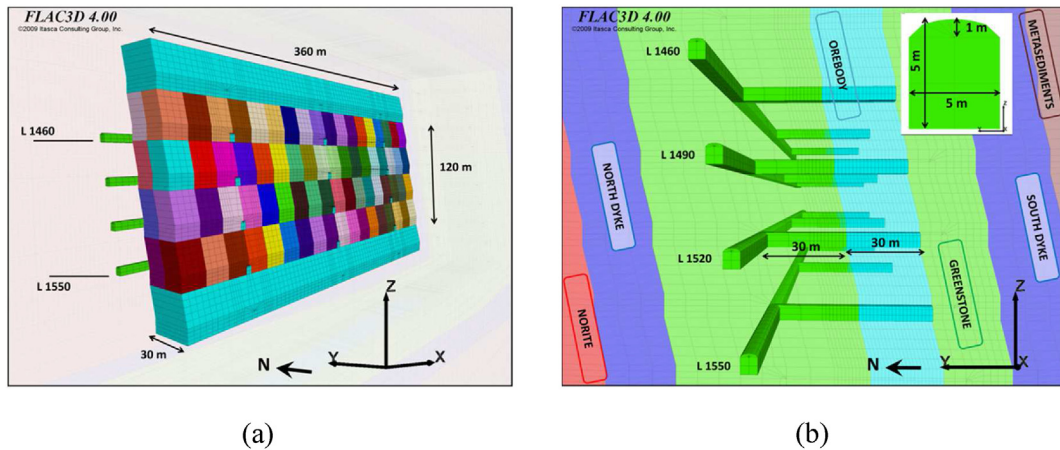 FLAC3D 4.00
©2009 Itasca Consulting Group, Inc.
360 m
L 1460
120 m
L 1550
30 m
Z
N
Y
X
(a)
FLAC3D 4.00
©2009 Itasca Consulting Group, Inc.
L 1460
OREBODY
1 m
5 m
5 m
Z
X
METASEDIMENTS
L 1490
NORTH DYKE
SOUTH DYKE
30 m
30 m
L 1520
GREENSTONE
NORITE
Z
N
Y
X
L 1550
(b)